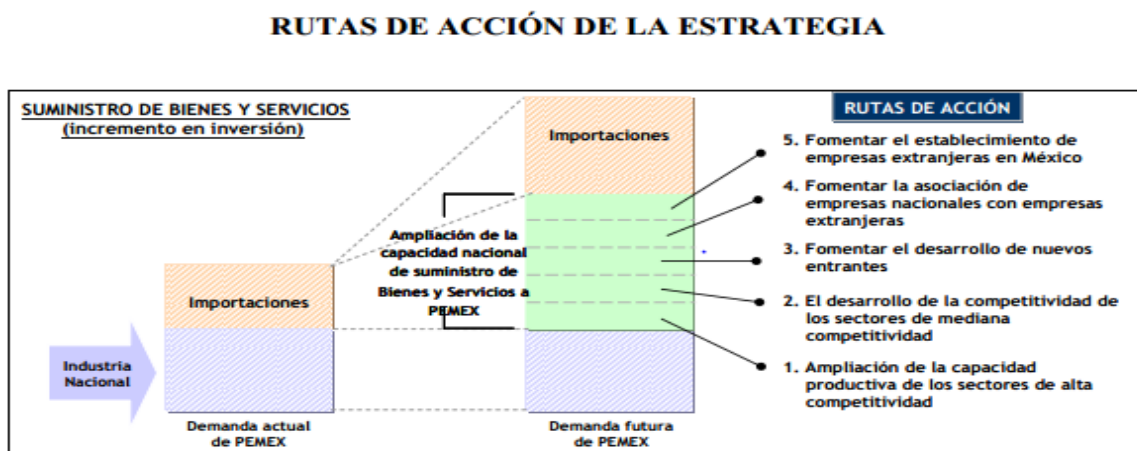 RUTAS DE ACCIÓN DE LA ESTRATEGIA
SUMINISTRO DE BIENES Y SERVICIOS
(incremento en inversión)
Importaciones
Industria
Nacional
Demanda actual
de PEMEX
Ampliación de la
capacidad nacional
de suministro de
Bienes y Servicios a
PEMEX
Importaciones
Demanda futura
de PEMEX
RUTAS DE ACCIÓN
5. Fomentar el establecimiento de
empresas extranjeras en México
4. Fomentar la asociación de
empresas nacionales con empresas
extranjeras
3. Fomentar el desarrollo de nuevos
entrantes
2. El desarrollo de la competitividad de
los sectores de mediana
competitividad
1. Ampliación de la capacidad
productiva de los sectores de alta
competitividad